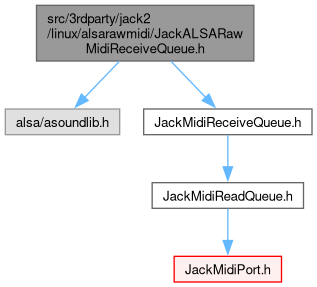 src/3rdparty/jack2
/linux/alsarawmidi/JackALSARaw
MidiReceiveQueue.h
alsa/asoundlib.h
JackMidiReceiveQueue.h
JackMidiReadQueue.h
JackMidiPort.h